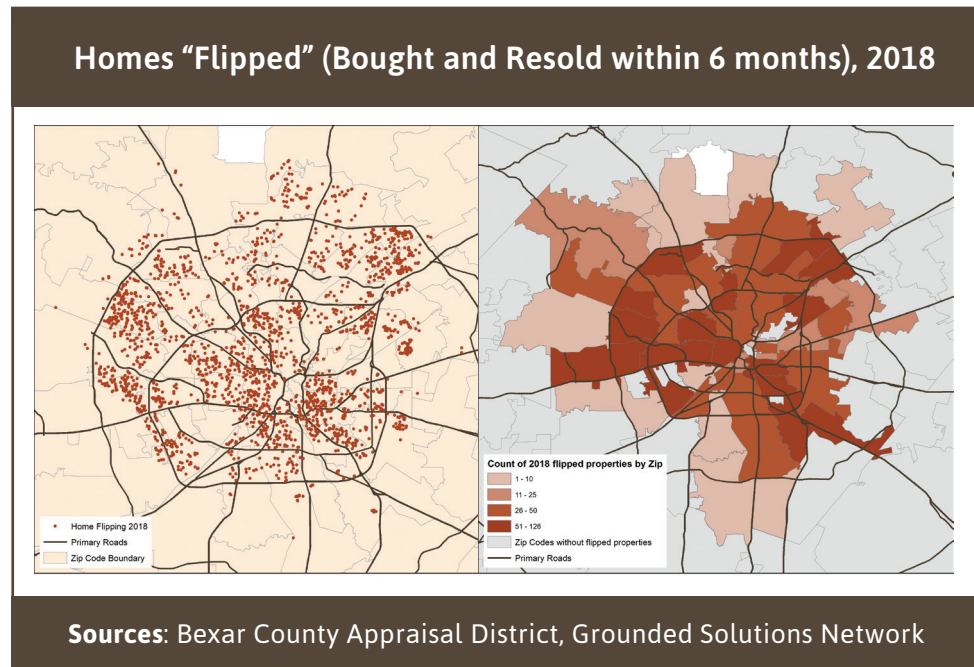 Homes “Flipped” (Bought and Resold within 6 months), 2018
Home Flipping 2018
Primary Roads
Zip Code Boundary
Count of 2018 flipped properties by Zip
1 - 10
11 - 25
26 - 50
51 - 126
Zip Codes without flipped properties
Primary Roads
Sources: Bexar County Appraisal District, Grounded Solutions Network